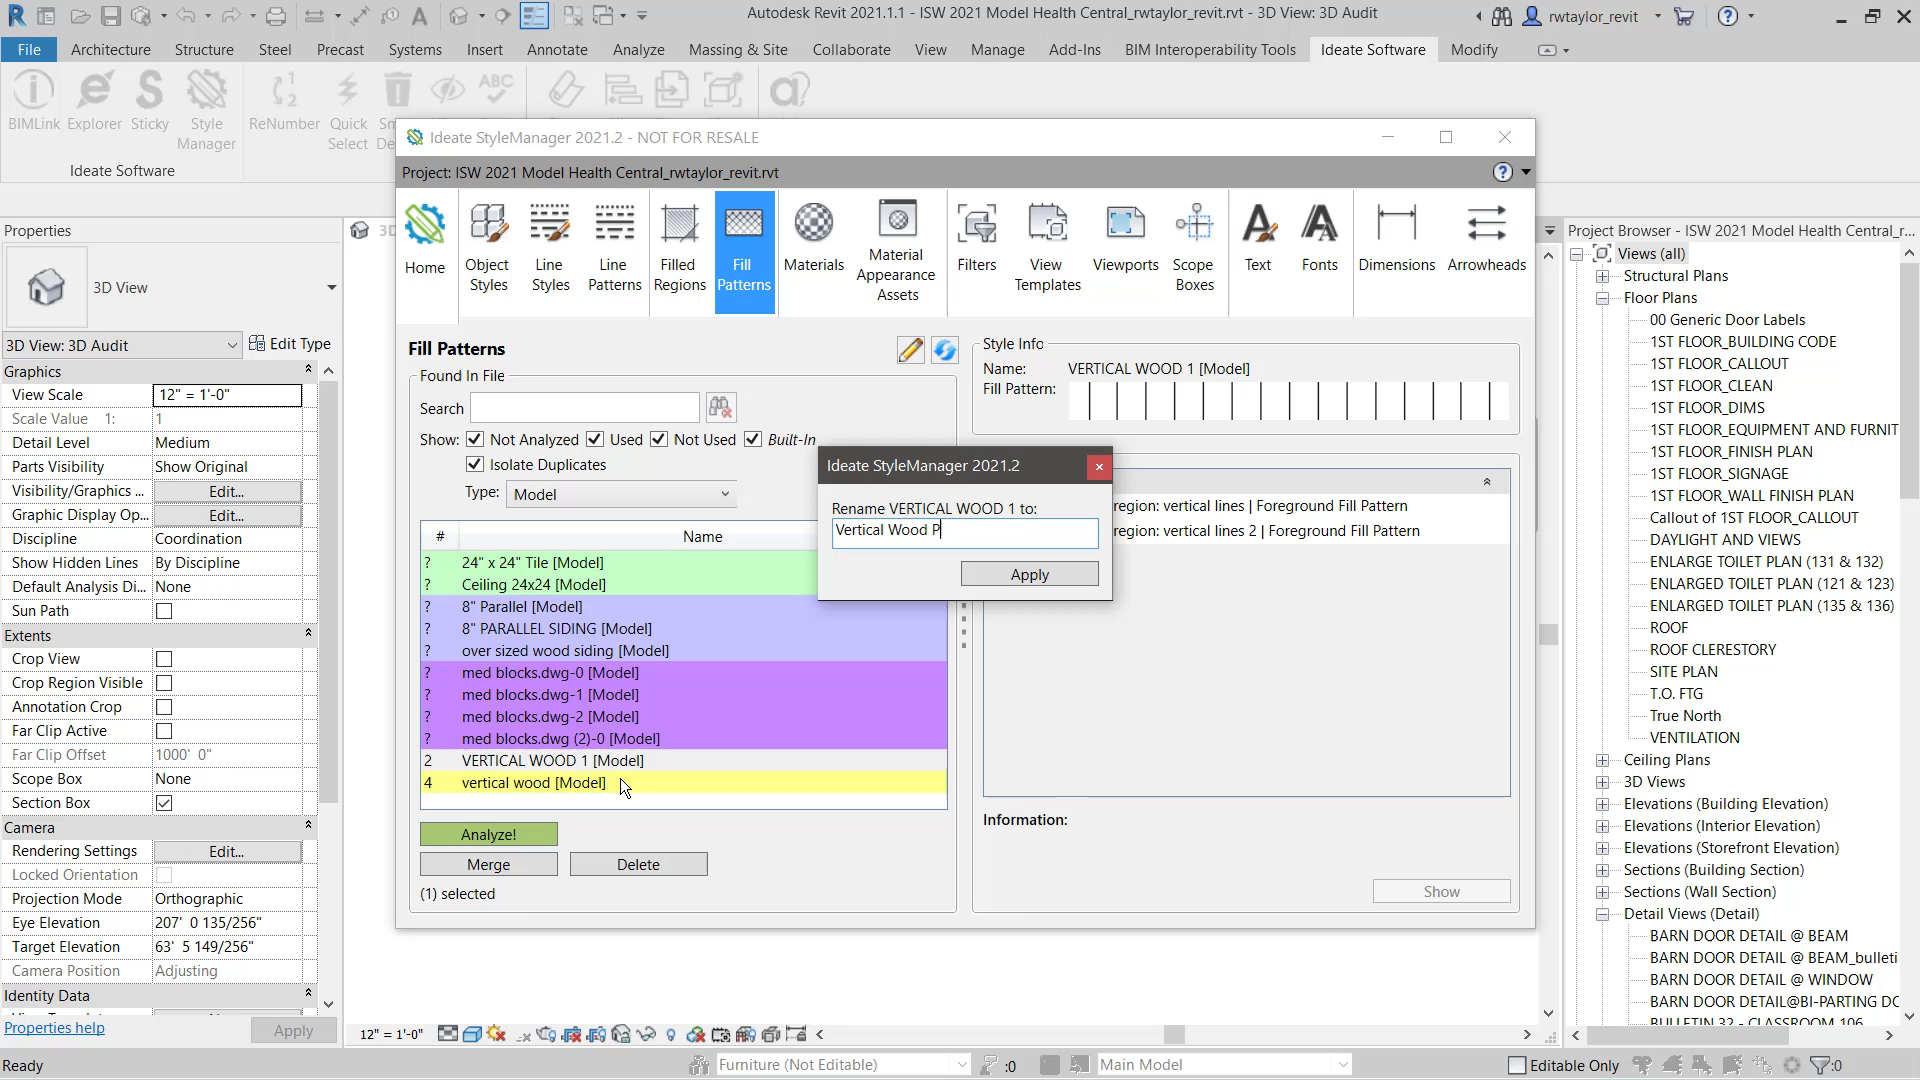 Autodesk Revit 2021.1.1 - ISW 2021 Model Health Central_rwtaylor_revit.rvt - 3D View: 3D Audit
rwtaylor_revit
File
Architecture
Structure
Steel
Precast
Systems
Insert
Annotate
Analyze
Massing & Site
Collaborate
View
Manage
Add-Ins
BIM Interoperability Tools
Ideate Software
Modify
BIMLink
Explorer
Sticky
Style
Manager
ReNumber
Quick
Select
Ideate Software
Ideate StyleManager 2021.2 - NOT FOR RESALE
Project: ISW 2021 Model Health Central_rwtaylor_revit.rvt
Home
Object
Styles
Line
Styles
Line
Patterns
Filled
Regions
Fill
Patterns
Materials
Material
Appearance
Assets
Filters
View
Templates
Viewports
Scope
Boxes
Text
Fonts
Dimensions
Arrowheads
Fill Patterns
Found In File
Search
Show:
Not Analyzed
Used
Not Used
Built-In
Isolate Duplicates
Type:
Model
#
Name
? 24" x 24" Tile [Model]
? Ceiling 24x24 [Model]
? 8" Parallel [Model]
? 8" PARALLEL SIDING [Model]
? over sized wood siding [Model]
? med blocks.dwg-0 [Model]
? med blocks.dwg-1 [Model]
? med blocks.dwg-2 [Model]
? med blocks.dwg (2)-0 [Model]
2 VERTICAL WOOD 1 [Model]
4 vertical wood [Model]
Analyze!
Merge
Delete
(1) selected
Style Info
Name: VERTICAL WOOD 1 [Model]
Fill Pattern:
region: vertical lines | Foreground Fill Pattern
region: vertical lines 2 | Foreground Fill Pattern
Information:
Show
Ideate StyleManager 2021.2
Rename VERTICAL WOOD 1 to:
Vertical Wood P
Apply
Properties
3D View
3D View: 3D Audit
Edit Type
Graphics
View Scale 12" = 1'-0"
Scale Value 1: 1
Detail Level Medium
Parts Visibility Show Original
Visibility/Graphics ... Edit...
Graphic Display Op... Edit...
Discipline Coordination
Show Hidden Lines By Discipline
Default Analysis Di... None
Sun Path
Extents
Crop View
Crop Region Visible
Annotation Crop
Far Clip Active
Far Clip Offset 1000' 0"
Scope Box None
Section Box
Camera
Rendering Settings Edit...
Locked Orientation
Projection Mode Orthographic
Eye Elevation 207' 0 135/256"
Target Elevation 63' 5 149/256"
Camera Position Adjusting
Identity Data
Properties help
Apply
12" = 1'-0"
Ready
Furniture (Not Editable)
:0
Main Model
Editable Only
:0
Project Browser - ISW 2021 Model Health Central_r...
Views (all)
Structural Plans
Floor Plans
00 Generic Door Labels
1ST FLOOR_BUILDING CODE
1ST FLOOR_CALLOUT
1ST FLOOR_CLEAN
1ST FLOOR_DIMS
1ST FLOOR_EQUIPMENT AND FURNIT
1ST FLOOR_FINISH PLAN
1ST FLOOR_SIGNAGE
1ST FLOOR_WALL FINISH PLAN
Callout of 1ST FLOOR_CALLOUT
DAYLIGHT AND VIEWS
ENLARGE TOILET PLAN (131 & 132)
ENLARGED TOILET PLAN (121 & 123)
ENLARGED TOILET PLAN (135 & 136)
ROOF
ROOF CLERESTORY
SITE PLAN
T.O. FTG
True North
VENTILATION
Ceiling Plans
3D Views
Elevations (Building Elevation)
Elevations (Interior Elevation)
Elevations (Storefront Elevation)
Sections (Building Section)
Sections (Wall Section)
Detail Views (Detail)
BARN DOOR DETAIL @ BEAM
BARN DOOR DETAIL @ BEAM_bulleti
BARN DOOR DETAIL @ WINDOW
BARN DOOR DETAIL@BI-PARTING DO
BULLETIN 32 - CLASSROOM 106